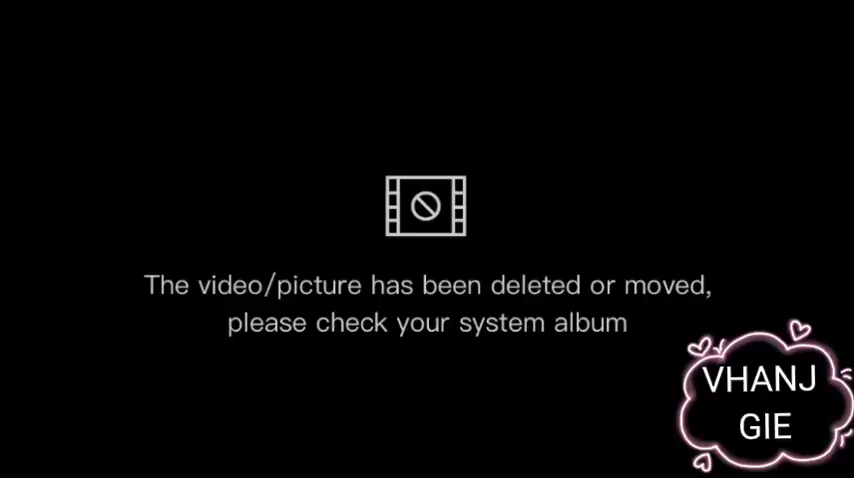 The video/picture has been deleted or moved,
please check your system album
VHANJ
GIE